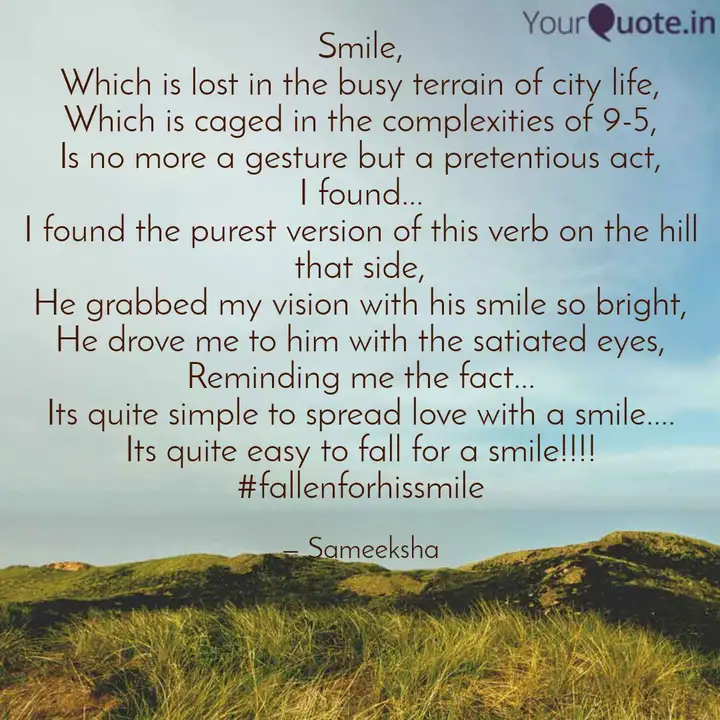 YourQuote.in
Smile,
Which is lost in the busy terrain of city life,
Which is caged in the complexities of 9-5,
Is no more a gesture but a pretentious act,
I found...
I found the purest version of this verb on the hill
that side,
He grabbed my vision with his smile so bright,
He drove me to him with the satiated eyes,
Reminding me the fact...
Its quite simple to spread love with a smile....
Its quite easy to fall for a smile!!!!
#fallenforhissmile
– Sameeksha